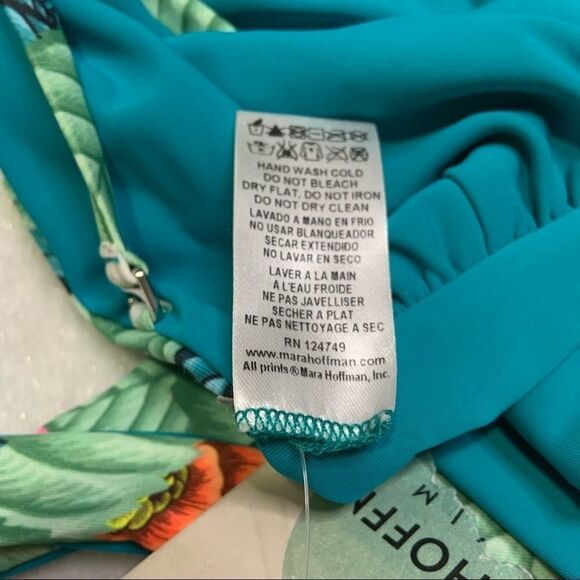 HAND WASH COLD
DO NOT BLEACH
DRY FLAT, DO NOT IRON
DO NOT DRY CLEAN
LAVADO A MANO EN FRIO
NO USAR BLANQUEADOR
SECAR EXTENDIDO
NO LAVAR EN SECO
LAVER A LA MAIN
À L'EAU FROIDE
NE PAS JAVELLISER
SECHER A PLAT
NE PAS NETTOYAGE A SEC
RN 124749
www.marahoffman.com
All prints ® Mara Hoffman, Inc.
HOFFM
IM